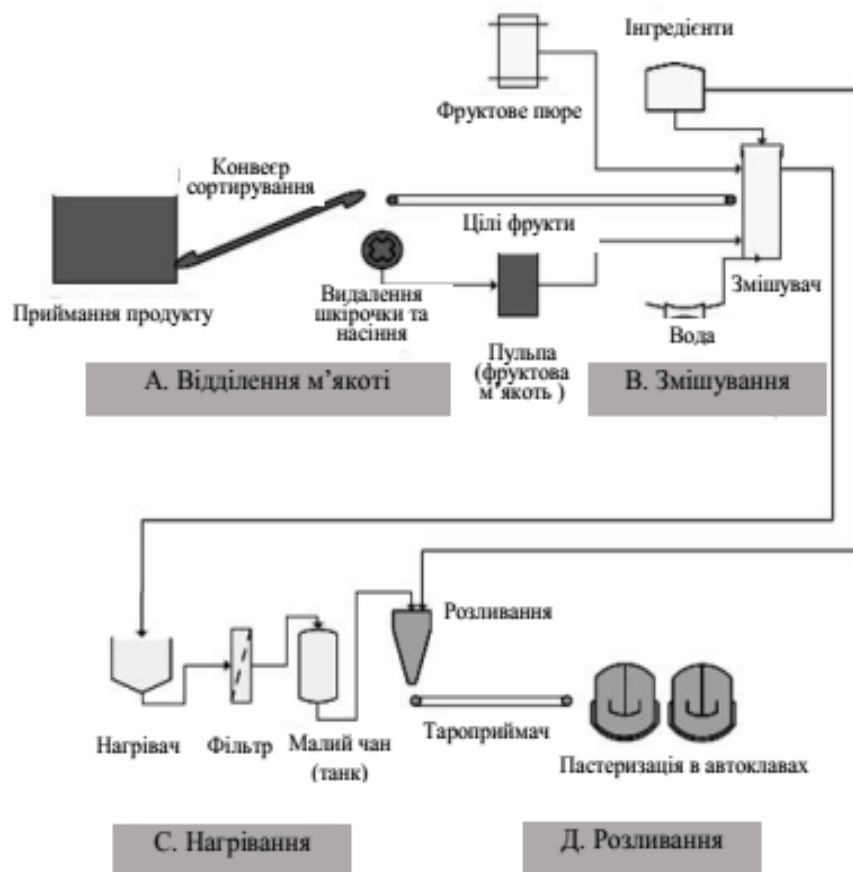 Інгредієнти
Фруктове пюре
Конвеєр
сортирування
Цілі фрукти
Змішувач
Приймання продукту
Видалення
шкірочки та
насіння
Вода
Пульпа
(фруктова
м’якоть )
А. Відділення м’якоті
В. Змішування
Розливання
Нагрівач
Фільтр
Малий чан
(танк)
Тароприймач
Пастеризація в автоклавах
С. Нагрівання
Д. Розливання